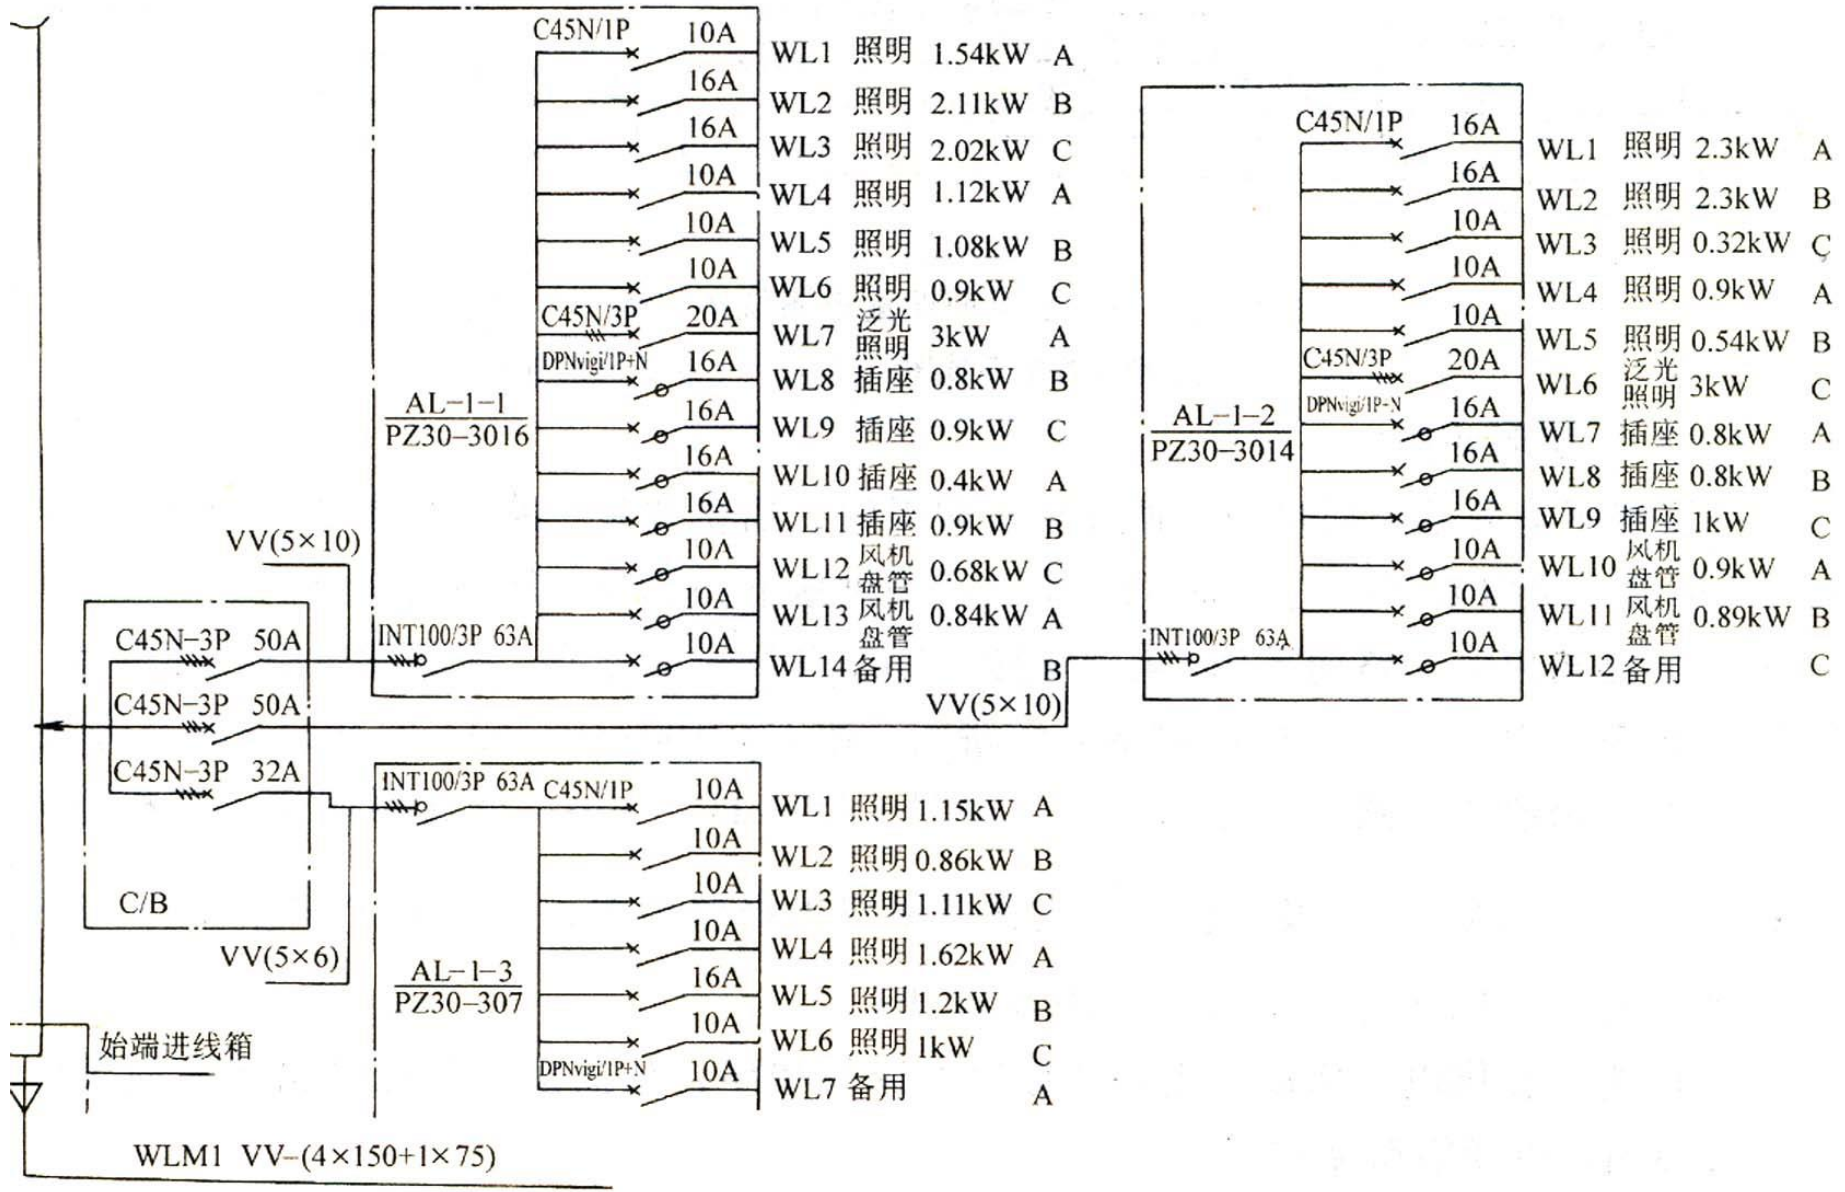 C45N/1P 10A WL1 照明 1.54kW A
16A WL2 照明 2.11kW B
16A WL3 照明 2.02kW C
10A WL4 照明 1.12kW A
10A WL5 照明 1.08kW B
10A WL6 照明 0.9kW C
C45N/3P 20A WL7 泛光照明 3kW A
DPNvigi/1P+N 16A WL8 插座 0.8kW B
16A WL9 插座 0.9kW C
16A WL10 插座 0.4kW A
16A WL11 插座 0.9kW B
10A WL12 风机盘管 0.68kW C
10A WL13 风机盘管 0.84kW A
INT100/3P 63A 10A WL14 备用 B
AL-1-1
PZ30-3016
C45N/1P 16A WL1 照明 2.3kW A
16A WL2 照明 2.3kW B
10A WL3 照明 0.32kW C
10A WL4 照明 0.9kW A
10A WL5 照明 0.54kW B
C45N/3P 20A WL6 泛光照明 3kW C
DPNvigi/1P-N 16A WL7 插座 0.8kW A
16A WL8 插座 0.8kW B
16A WL9 插座 1kW C
10A WL10 风机盘管 0.9kW A
10A WL11 风机盘管 0.89kW B
INT100/3P 63A 10A WL12 备用 C
AL-1-2
PZ30-3014
VV(5×10)
C45N-3P 50A
C45N-3P 50A
VV(5×10)
C45N-3P 32A
C/B
VV(5×6)
INT100/3P 63A C45N/1P 10A WL1 照明 1.15kW A
10A WL2 照明 0.86kW B
10A WL3 照明 1.11kW C
10A WL4 照明 1.62kW A
16A WL5 照明 1.2kW B
10A WL6 照明 1kW C
DPNvigi/1P+N 10A WL7 备用 A
AL-1-3
PZ30-307
始端进线箱
WLM1 VV-(4×150+1×75)